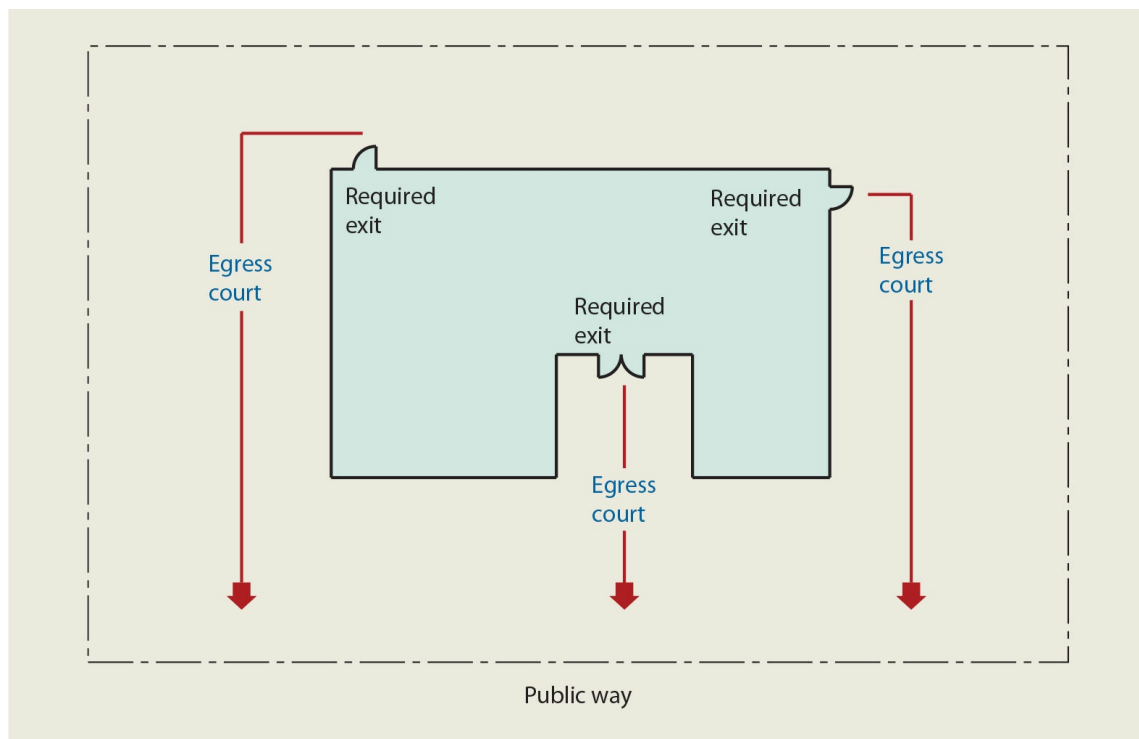 Required
exit
Required
exit
Egress
court
Egress
court
Required
exit
Egress
court
Public way